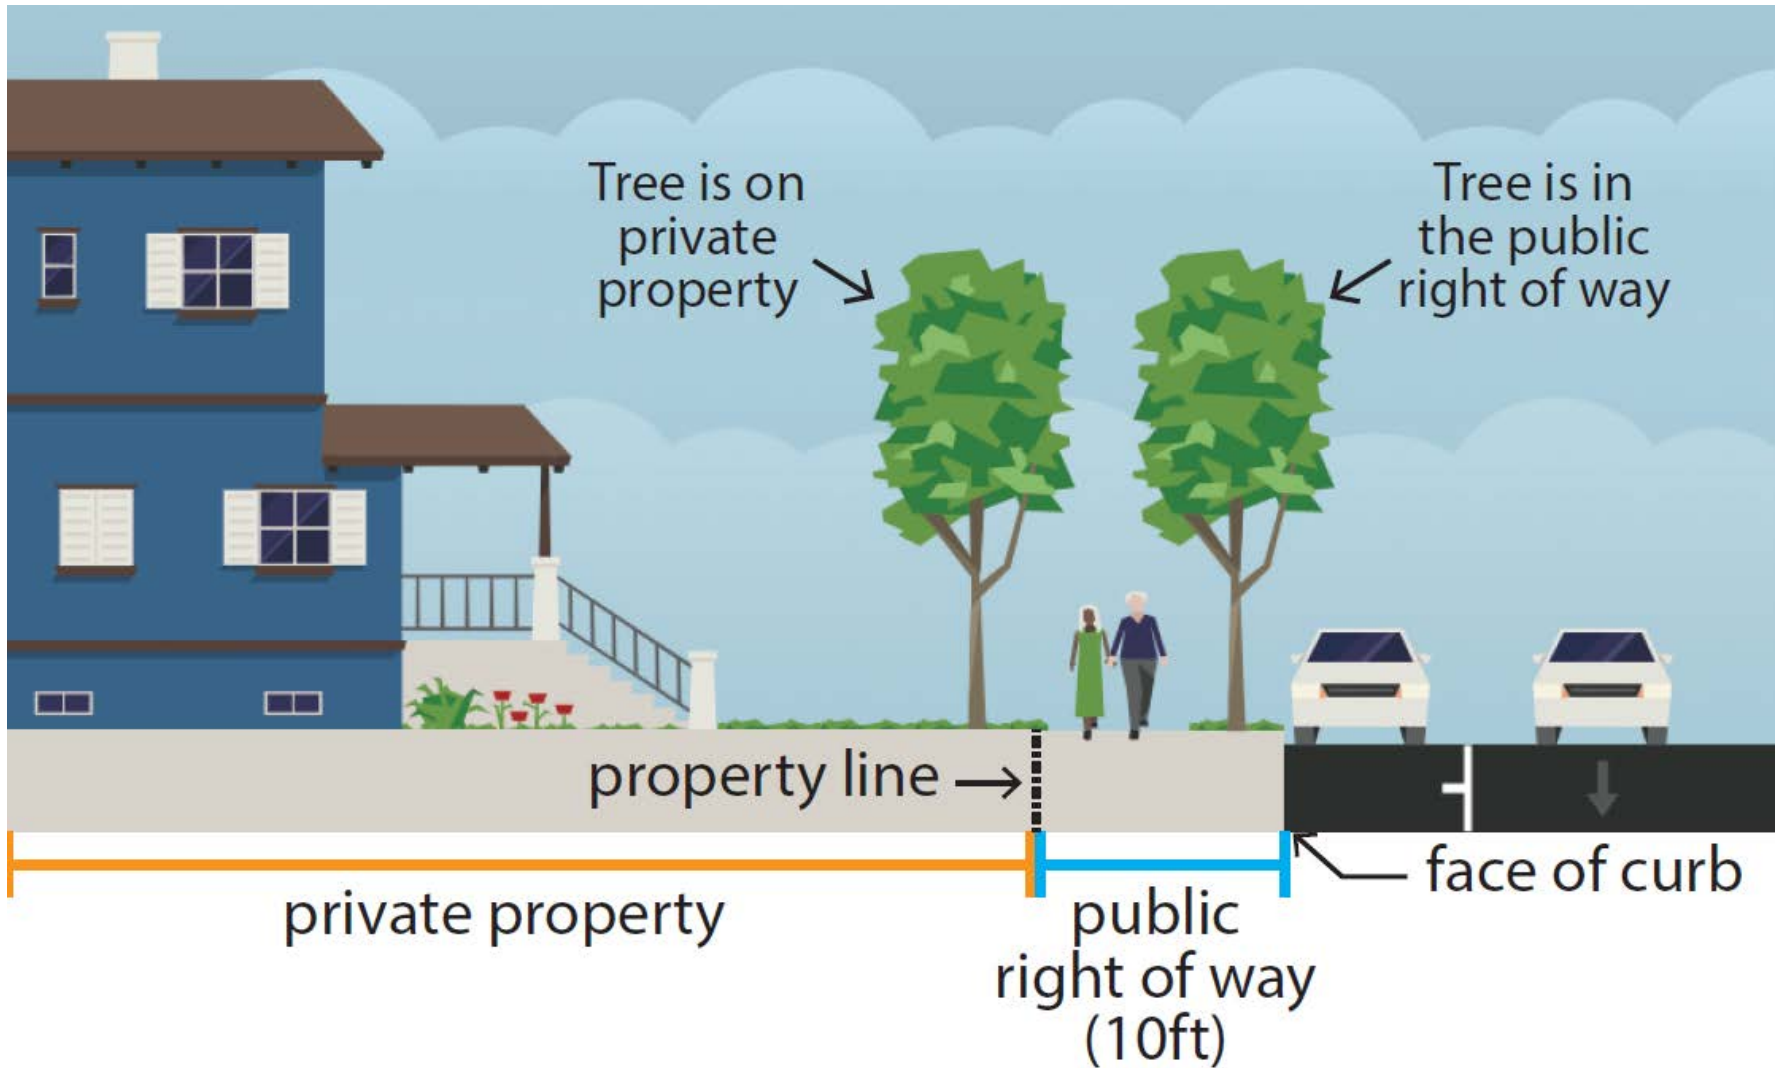 Tree is on
private
property
Tree is in
the public
right of way
property line
face of curb
private property
public
right of way
(10ft)